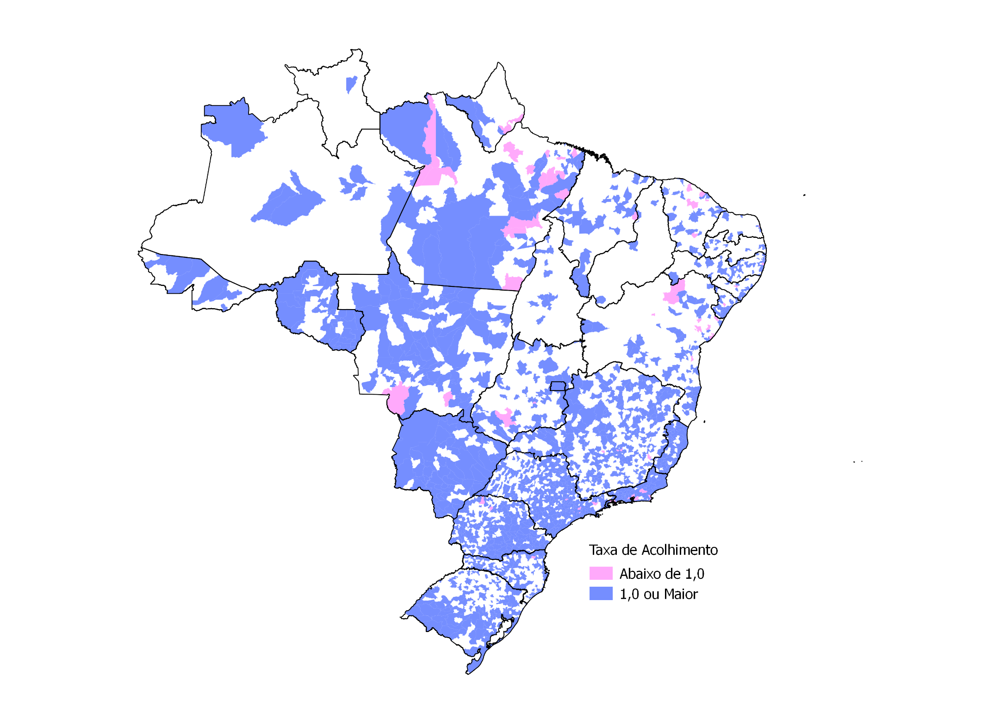 Taxa de Acolhimento
Abaixo de 1,0
1,0 ou Maior